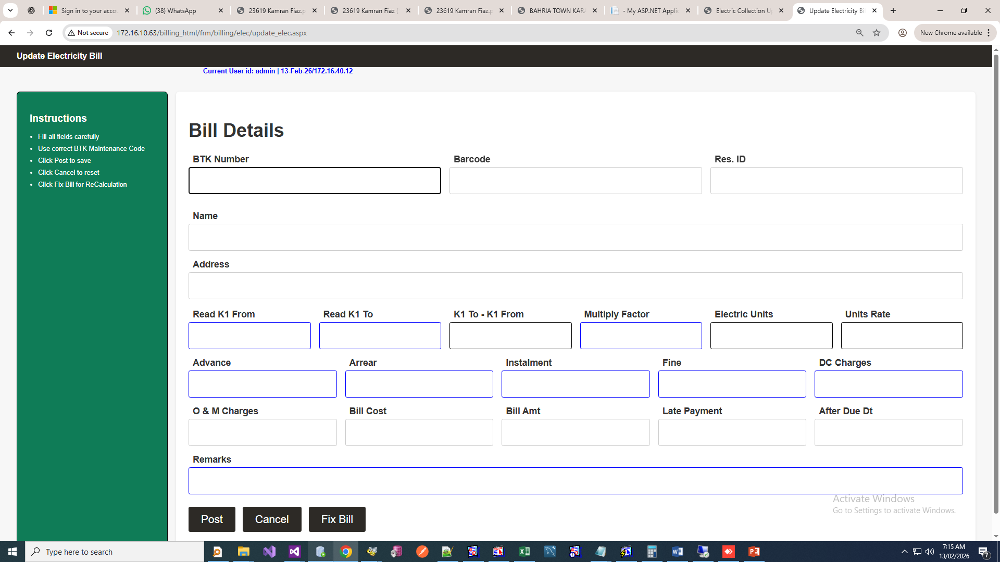 Sign in to your accou
(38) WhatsApp
23619 Kamran Fiaz.p
23619 Kamran Fiaz (
23619 Kamran Fiaz.p
BAHRIA TOWN KARA
- My ASP.NET Applic
Electric Collection U
Update Electricity Bi
Not secure
172.16.10.63/billing_html/frm/billing/elec/update_elec.aspx
New Chrome available
Update Electricity Bill
Current User id: admin | 13-Feb-26/172.16.40.12
Instructions
• Fill all fields carefully
• Use correct BTK Maintenance Code
• Click Post to save
• Click Cancel to reset
• Click Fix Bill for ReCalculation
Bill Details
BTK Number Barcode Res. ID
Name
Address
Read K1 From Read K1 To K1 To - K1 From Multiply Factor Electric Units Units Rate
Advance Arrear Instalment Fine DC Charges
O & M Charges Bill Cost Bill Amt Late Payment After Due Dt
Remarks
Activate Windows
Go to Settings to activate Windows.
Post Cancel Fix Bill
Type here to search
7:15 AM
13/02/2026
7